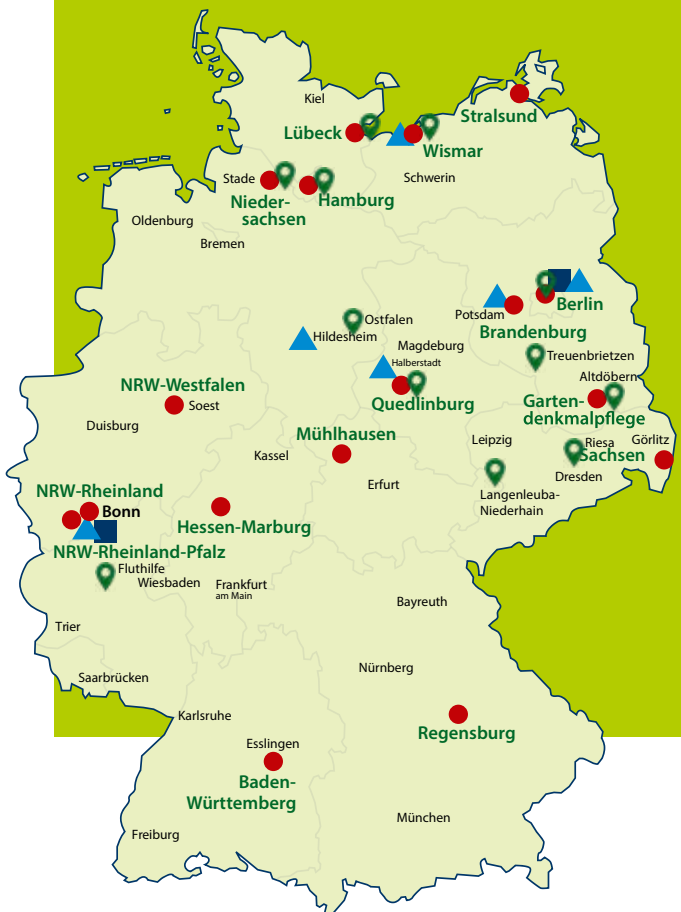 Kiel
Stralsund
Lübeck
Wismar
Schwerin
Stade
Nieder-
sachsen
Hamburg
Oldenburg
Bremen
Berlin
Potsdam
Brandenburg
Ostfalen
Hildesheim
Magdeburg
Halberstadt
Treuenbrietzen
Altdöbern
NRW-Westfalen
Soest
Quedlinburg
Garten-
denkmalpflege
Duisburg
Mühlhausen
Leipzig
Riesa
Görlitz
Sachsen
Kassel
Erfurt
Dresden
Langenleuba-
Niederhain
NRW-Rheinland
Bonn
Hessen-Marburg
NRW-Rheinland-Pfalz
Fluthilfe
Wiesbaden
Frankfurt
am Main
Bayreuth
Trier
Nürnberg
Saarbrücken
Karlsruhe
Regensburg
Esslingen
Baden-
Württemberg
München
Freiburg